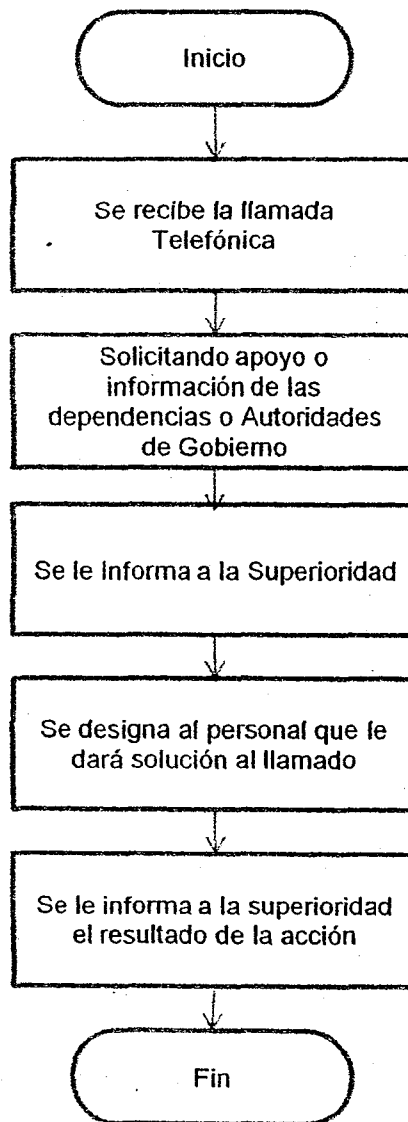 Inicio
Se recibe la llamada
Telefónica
Solicitando apoyo o
información de las
dependencias o Autoridades
de Gobierno
Se le Informa a la Superioridad
Se designa al personal que le
dará solución al llamado
Se le informa a la superioridad
el resultado de la acción
Fin